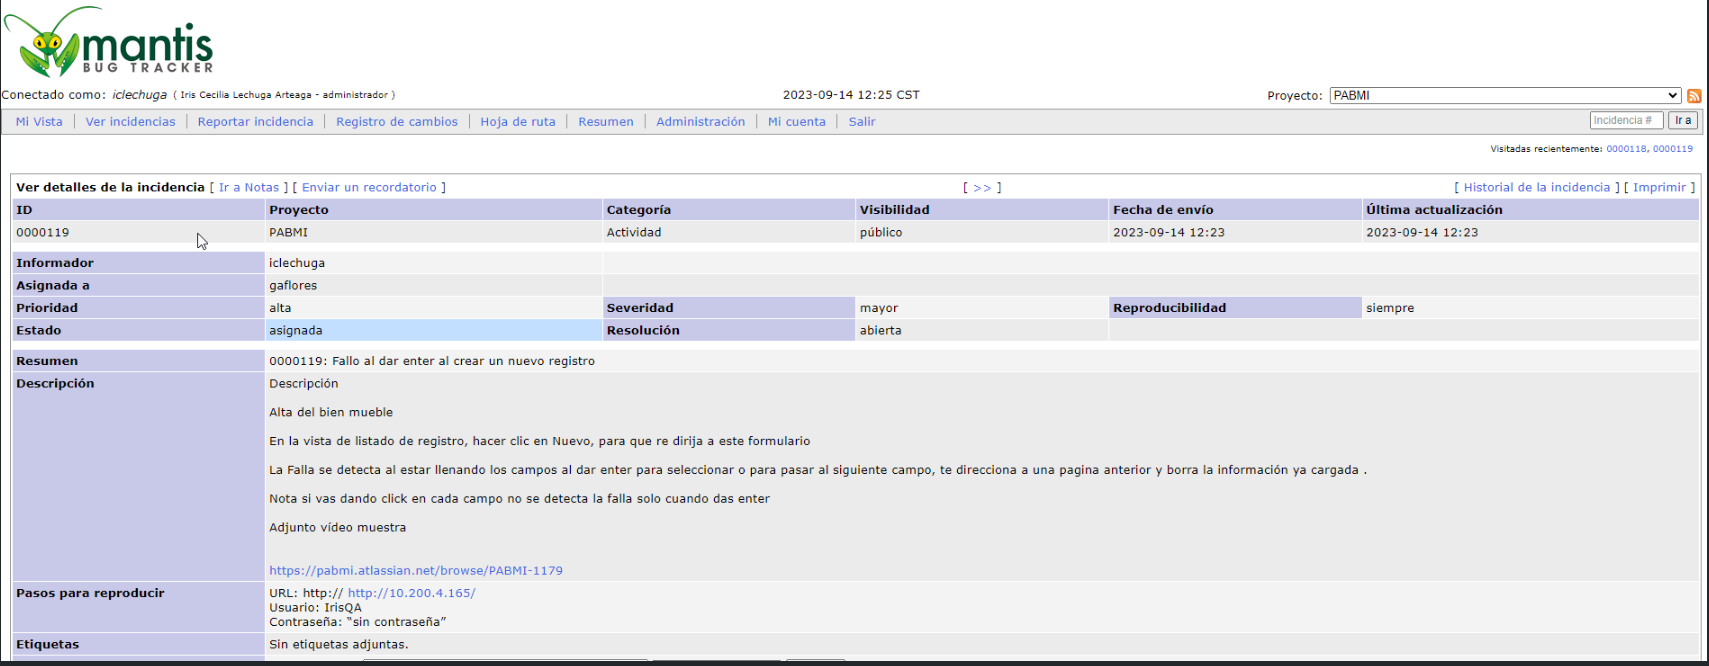 mantis
BUG TRACKER
Conectado como: iclechuga ( Iris Cecilia Lechuga Arteaga - administrador ) 2023-09-14 12:25 CST Proyecto: PABMI
Mi Vista | Ver incidencias | Reportar incidencia | Registro de cambios | Hoja de ruta | Resumen | Administración | Mi cuenta | Salir Incidencia # Ir a
Visitadas recientemente: 0000118, 0000119
Ver detalles de la incidencia [ Ir a Notas ] [ Enviar un recordatorio ] [ >> ] [ Historial de la incidencia ] [ Imprimir ]
ID Proyecto Categoría Visibilidad Fecha de envío Última actualización
0000119 PABMI Actividad público 2023-09-14 12:23 2023-09-14 12:23
Informador iclechuga
Asignada a gaflores
Prioridad alta Severidad mayor Reproducibilidad siempre
Estado asignada Resolución abierta
Resumen 0000119: Fallo al dar enter al crear un nuevo registro
Descripción Descripción
Alta del bien mueble
En la vista de listado de registro, hacer clic en Nuevo, para que re dirija a este formulario
La Falla se detecta al estar llenando los campos al dar enter para seleccionar o para pasar al siguiente campo, te direcciona a una pagina anterior y borra la información ya cargada .
Nota si vas dando click en cada campo no se detecta la falla solo cuando das enter
Adjunto vídeo muestra
https://pabmi.atlassian.net/browse/PABMI-1179
Pasos para reproducir URL: http:// http://10.200.4.165/
Usuario: IrisQA
Contraseña: “sin contraseña”
Etiquetas Sin etiquetas adjuntas.